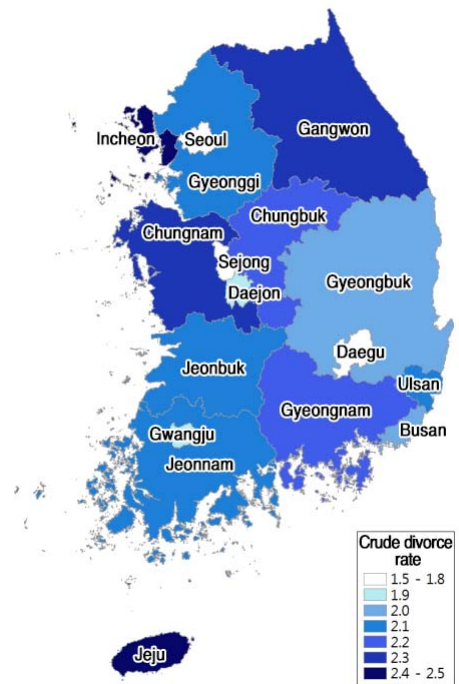 Incheon
Seoul
Gangwon
Gyeonggi
Chungbuk
Chungnam
Sejong
Daejon
Gyeongbuk
Daegu
Jeonbuk
Ulsan
Gyeongnam
Busan
Gwangju
Jeonnam
Jeju
Crude divorce
rate
1.5 - 1.8
1.9
2.0
2.1
2.2
2.3
2.4 - 2.5